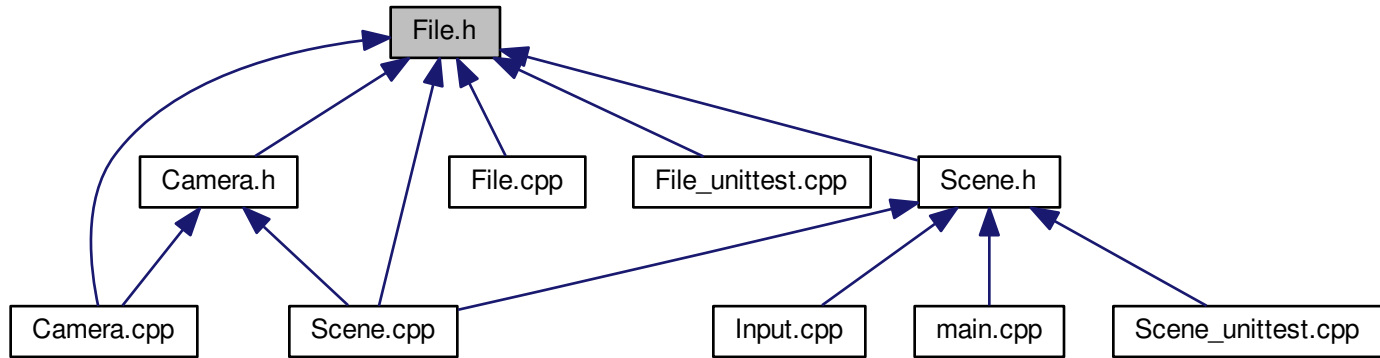 File.h
Camera.h
File.cpp
File_unittest.cpp
Scene.h
Camera.cpp
Scene.cpp
Input.cpp
main.cpp
Scene_unittest.cpp